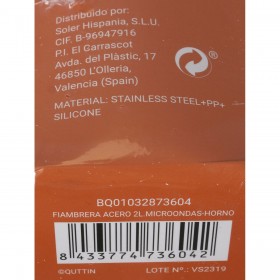 Distribuido por:
Soler Hispania, S.L.U.
CIF. B-96947916
P.I. El Carrascot
Avda. del Plàstic, 17
46850 L'Olleria,
Valencia (Spain)
MATERIAL: STAINLESS STEEL+PP+
SILICONE
BQ01032873604
FIAMBRERA ACERO 2L MICROONDAS-HORNO
8 433774 736042
©QUTTIN
LOTE Nº.: VS2319